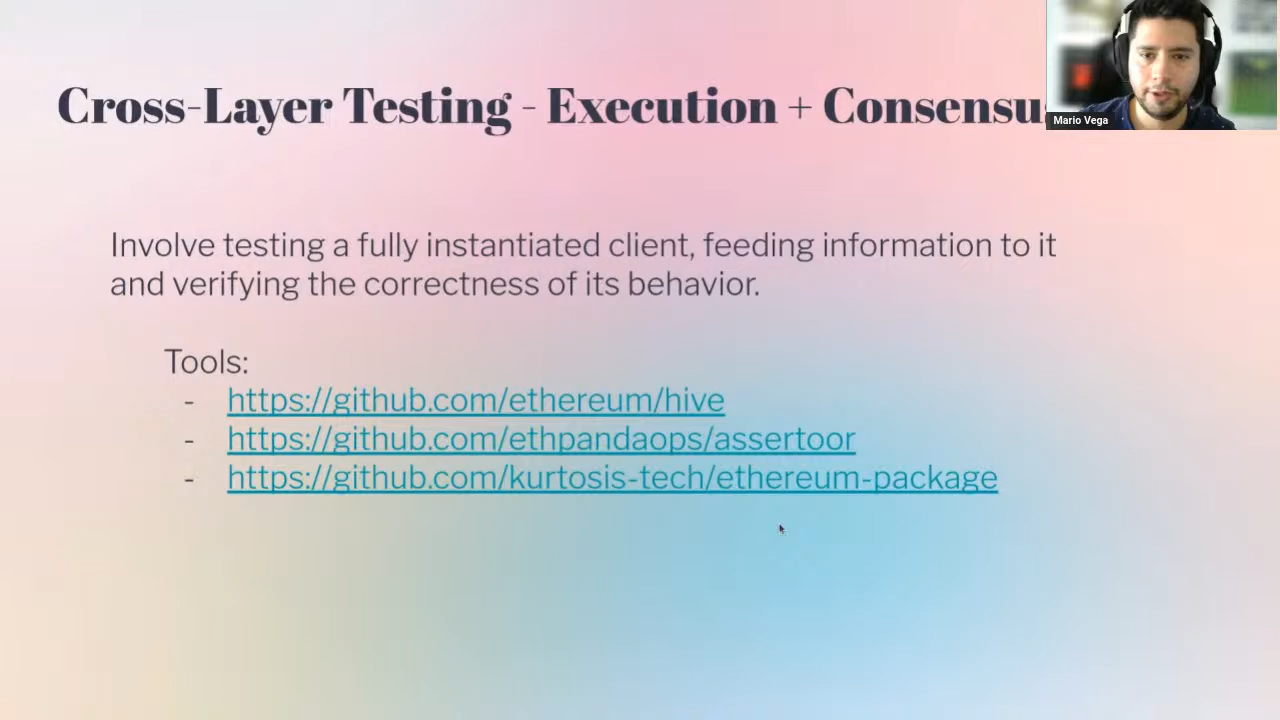 Cross-Layer Testing - Execution + Consensu
Mario Vega
Involve testing a fully instantiated client, feeding information to it
and verifying the correctness of its behavior.
Tools:
- https://github.com/ethereum/hive
- https://github.com/ethpandaops/assertoor
- https://github.com/kurtosis-tech/ethereum-package